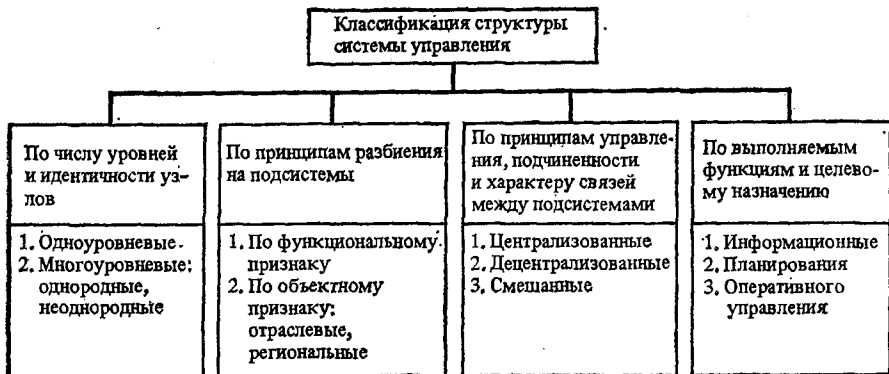 Классификация структуры
системы управления
По числу уровней
и идентичности уз-
лов
1. Одноуровневые.
2. Многоуровневые:
однородные,
неоднородные
По принципам разбиения
на подсистемы
1. По функциональному
признаку
2. По объектному
признаку:
отраслевые,
региональные
По принципам управле-
ния, подчиненности
и характеру связей
между подсистемами
1. Централизованные
2. Децентрализованные
3. Смешанные
По выполняемым
функциям и целево-
му назначению
1. Информационные
2. Планирования
3. Оперативного
управления